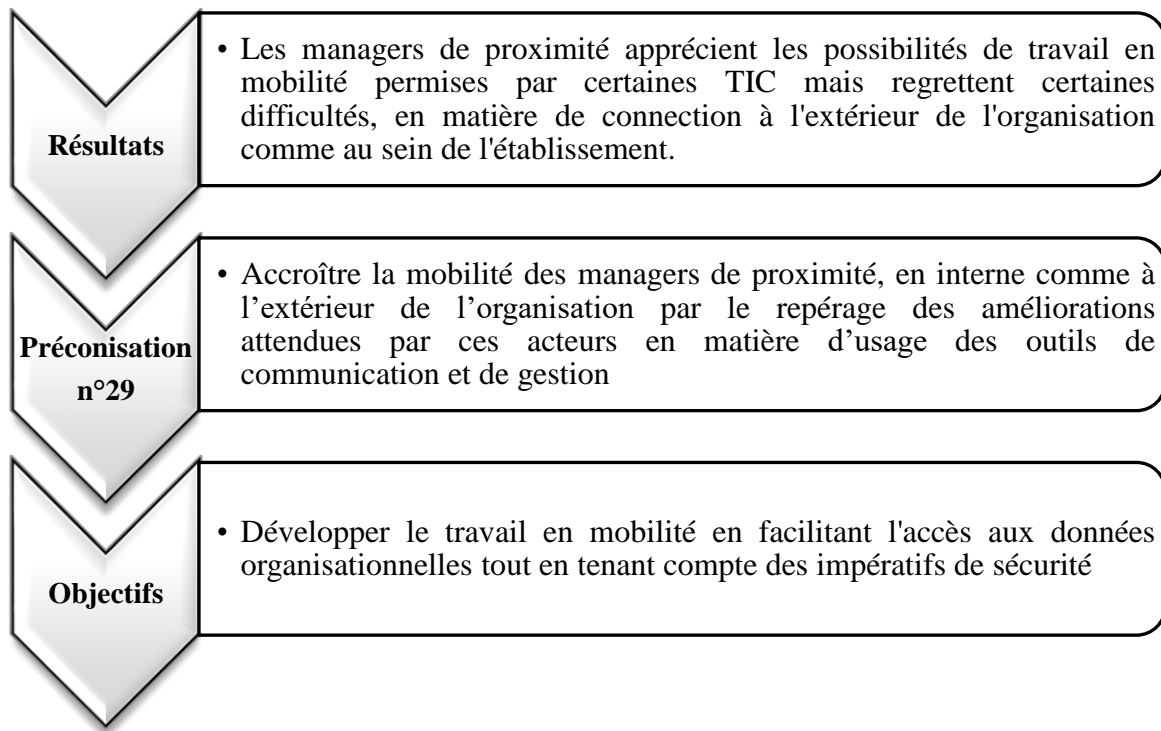 Résultats
• Les managers de proximité apprécient les possibilités de travail en
mobilité permises par certaines TIC mais regrettent certaines
difficultés, en matière de connection à l'extérieur de l'organisation
comme au sein de l'établissement.
Préconisation
n°29
• Accroître la mobilité des managers de proximité, en interne comme à
l’extérieur de l’organisation par le repérage des améliorations
attendues par ces acteurs en matière d’usage des outils de
communication et de gestion
Objectifs
• Développer le travail en mobilité en facilitant l'accès aux données
organisationnelles tout en tenant compte des impératifs de sécurité